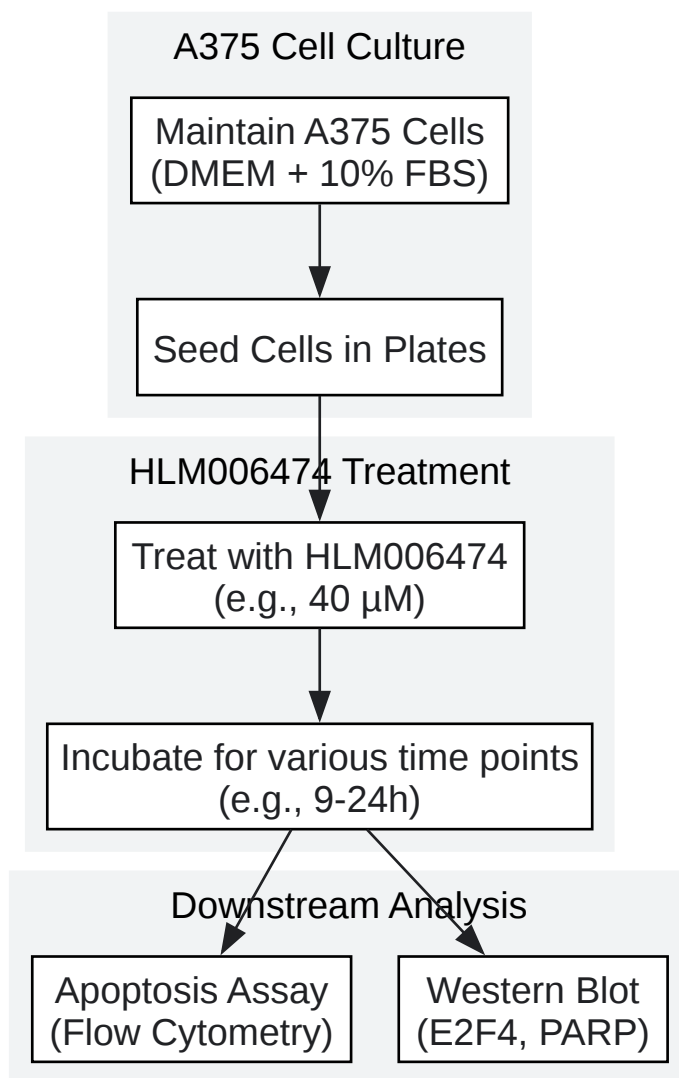 A375 Cell Culture
Maintain A375 Cells
(DMEM + 10% FBS)
Seed Cells in Plates
HLM006474 Treatment
Treat with HLM006474
(e.g., 40 µM)
Incubate for various time points
(e.g., 9-24h)
Downstream Analysis
Apoptosis Assay
(Flow Cytometry)
Western Blot
(E2F4, PARP)